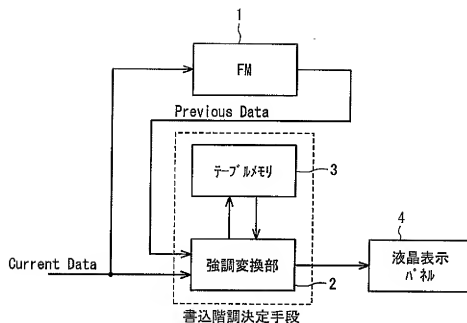 1
FM
Previous Data
テーブルメモリ
3
4
強調変換部
液晶表示
パネル
Current Data
2
書込階調決定手段